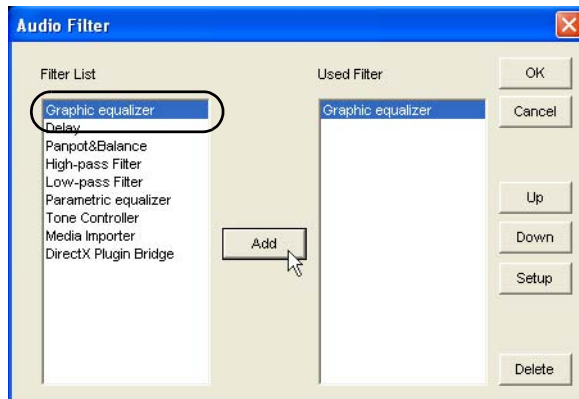 Audio Filter
Filter List
Graphic equalizer
Delay
Panpot&Balance
High-pass Filter
Low-pass Filter
Parametric equalizer
Tone Controller
Media Importer
DirectX Plugin Bridge
Add
Used Filter
Graphic equalizer
OK
Cancel
Up
Down
Setup
Delete